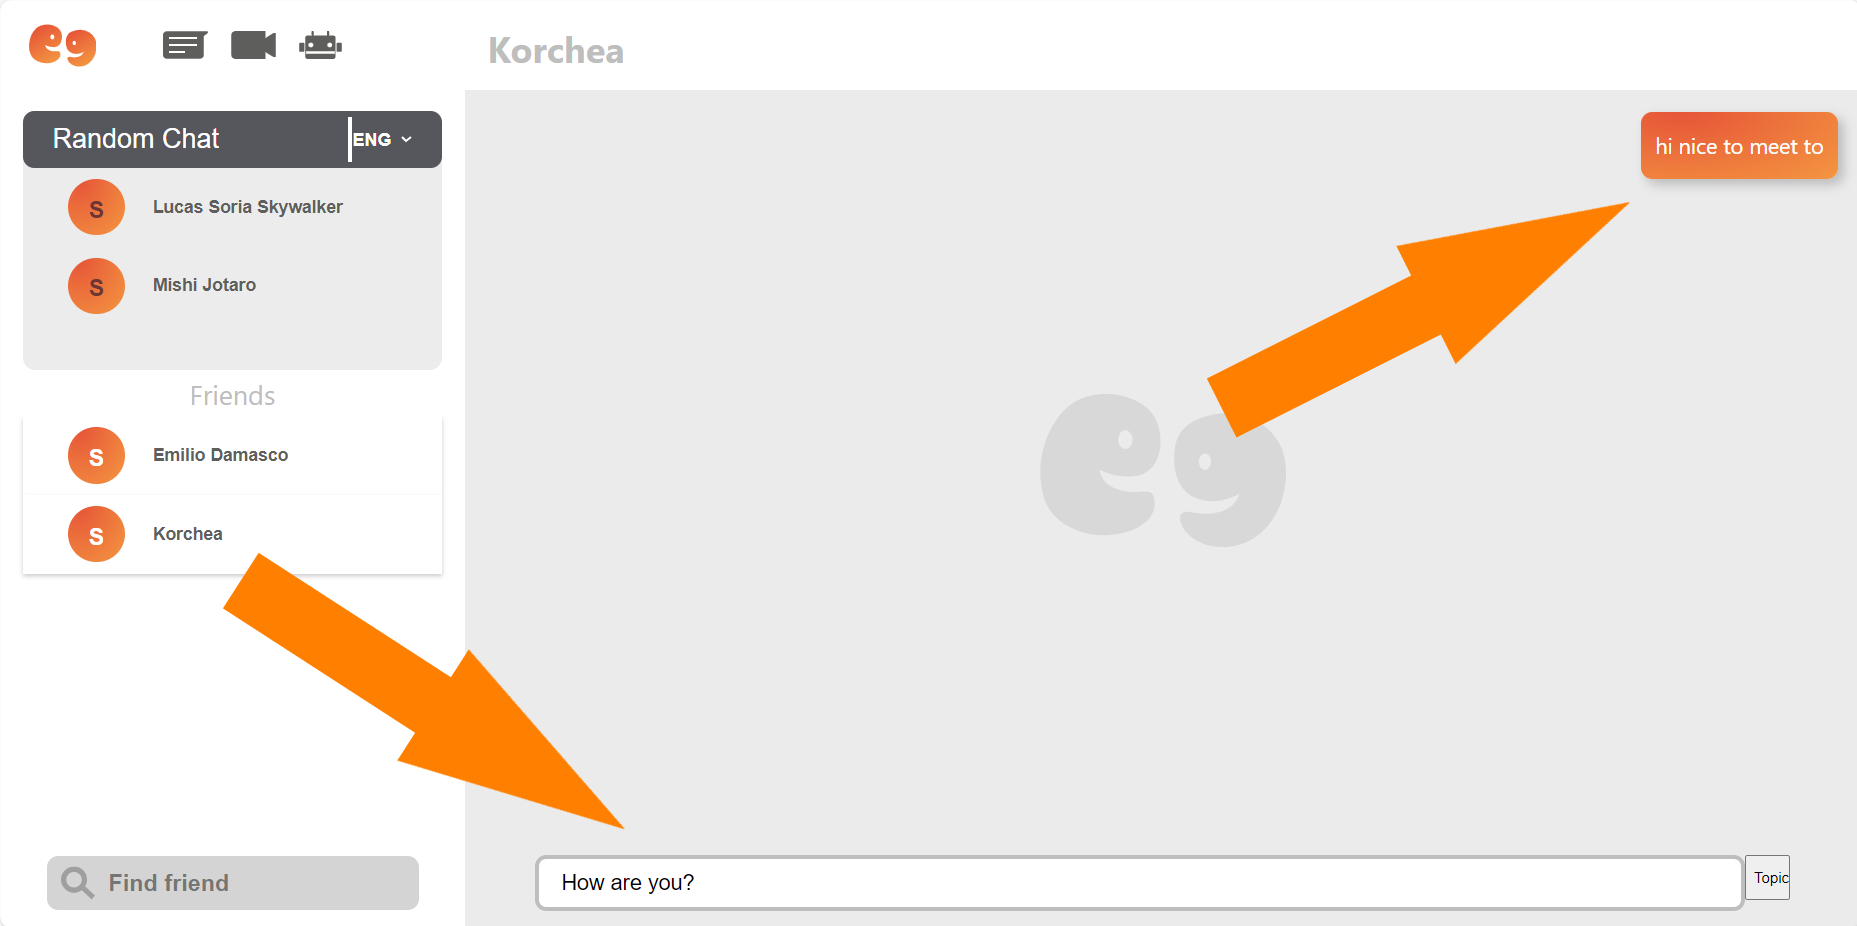 Korchea
Random Chat
ENG
S
Lucas Soria Skywalker
S
Mishi Jotaro
Friends
S
Emilio Damasco
S
Korchea
Find friend
hi nice to meet to
How are you?
Topic